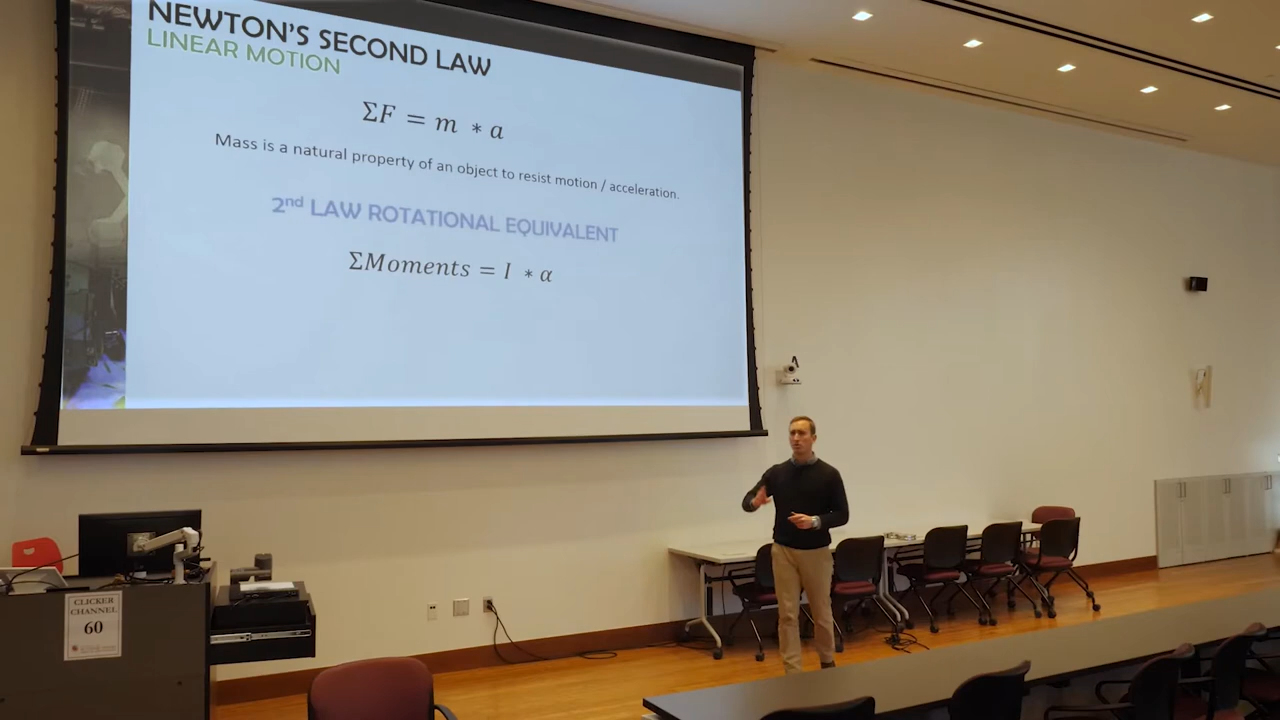 NEWTON'S SECOND LAW
LINEAR MOTION
ΣF = m * a
Mass is a natural property of an object to resist motion / acceleration.
2nd LAW ROTATIONAL EQUIVALENT
ΣMoments = I * α
CLICKER
CHANNEL
60